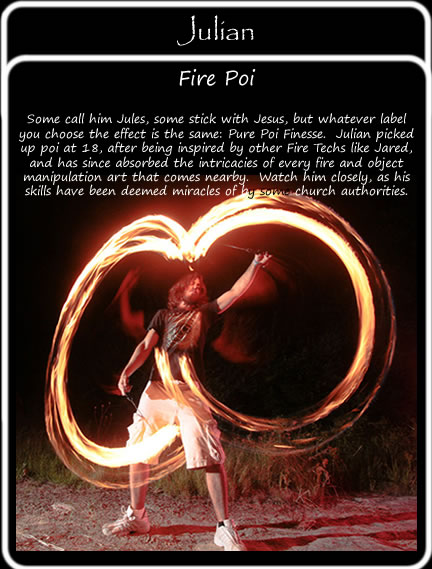 Julian
Fire Poi
Some call him Jules, some stick with Jesus, but whatever label
you choose the effect is the same: Pure Poi Finesse. Julian picked
up poi at 18, after being inspired by other Fire Techs like Jared,
and has since absorbed the intricacies of every fire and object
manipulation art that comes nearby. Watch him closely, as his
skills have been deemed miracles of by some church authorities.